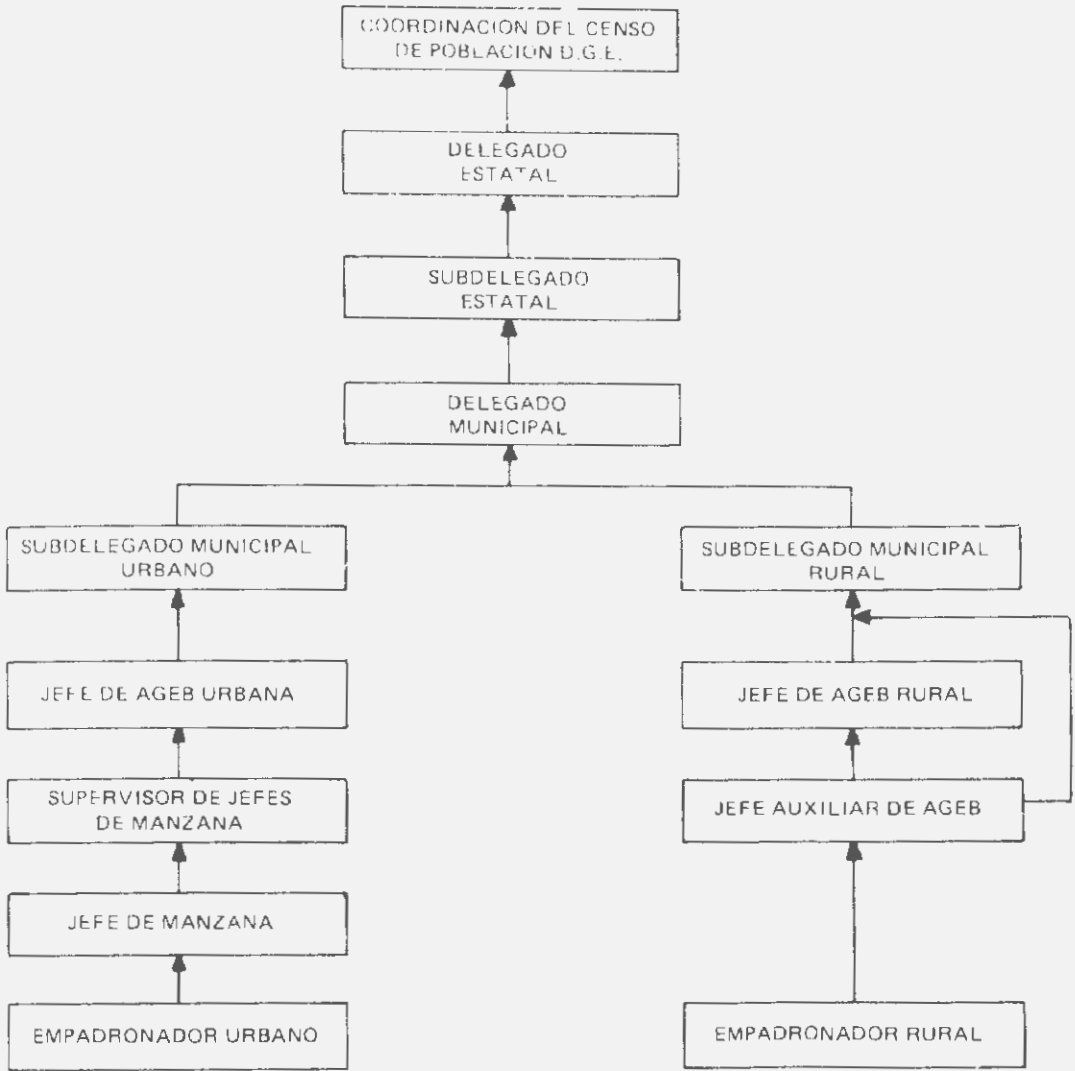 COORDINACION DEL CENSO
DE POBLACION D.G.E.
DELEGADO
ESTATAL
SUBDELEGADO
ESTATAL
DELEGADO
MUNICIPAL
SUBDELEGADO MUNICIPAL
URBANO
JEFE DE AGEB URBANA
SUPERVISOR DE JEFES
DE MANZANA
JEFE DE MANZANA
EMPADRONADOR URBANO
SUBDELEGADO MUNICIPAL
RURAL
JEFE DE AGEB RURAL
JEFE AUXILIAR DE AGEB
EMPADRONADOR RURAL